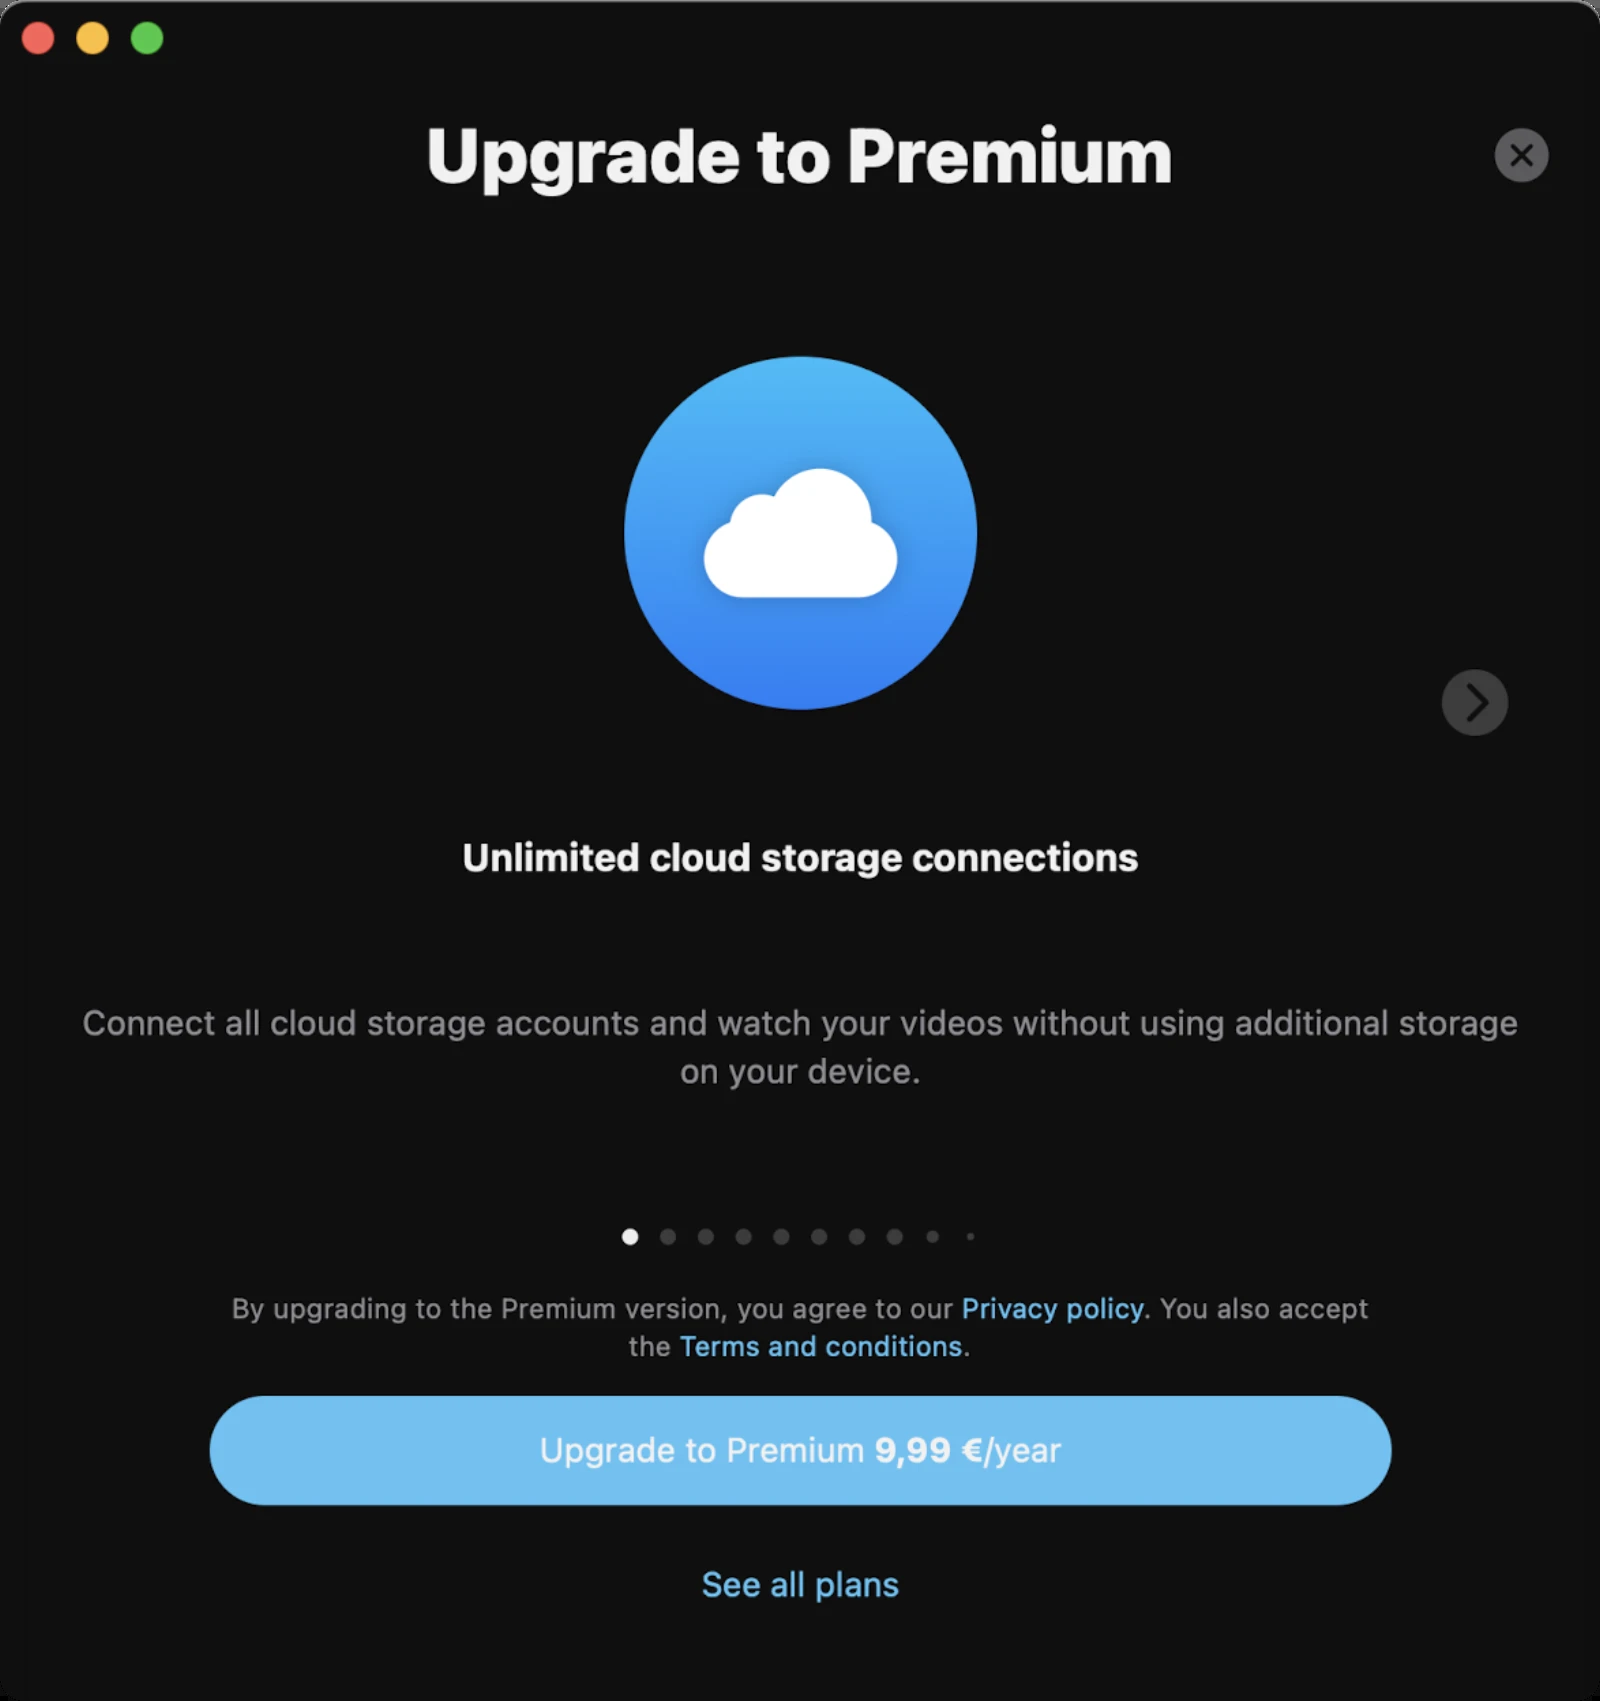 Upgrade to Premium
Unlimited cloud storage connections
Connect all cloud storage accounts and watch your videos without using additional storage
on your device.
By upgrading to the Premium version, you agree to our Privacy policy. You also accept
the Terms and conditions.
Upgrade to Premium 9,99 €/year
See all plans